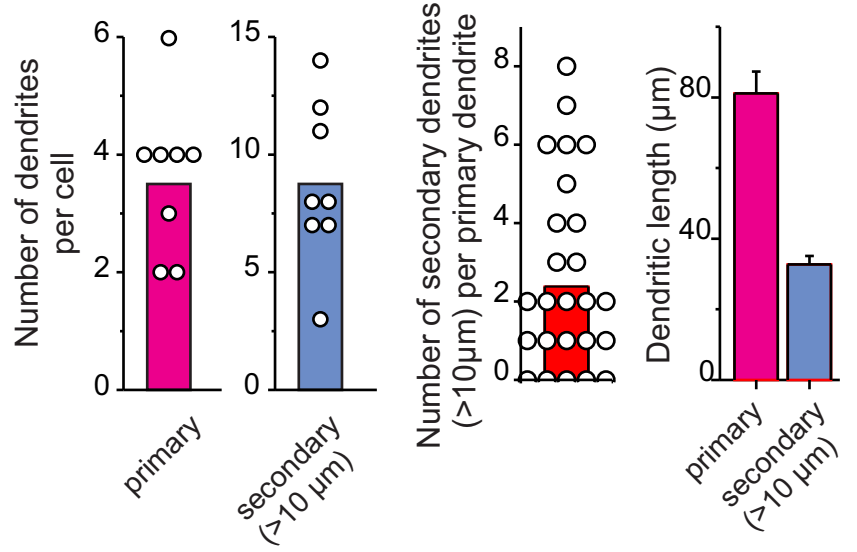 Number of dendrites
per cell
6
4
2
0
primary
15
10
5
0
secondary
(>10 µm)
Number of secondary dendrites
(>10µm) per primary dendrite
8
6
4
2
0
Dendritic length (µm)
80
40
0
primary
secondary
(>10 µm)